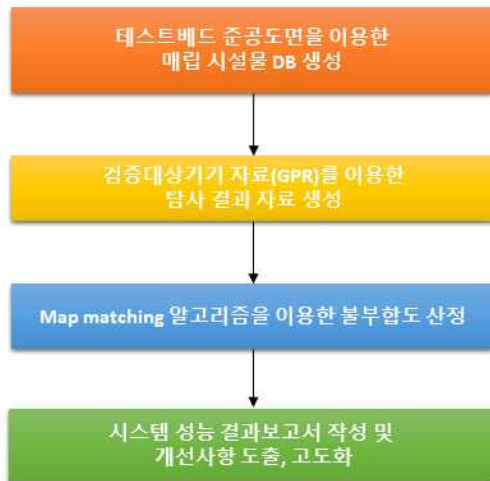 테스트베드 준공도면을 이용한
매립 시설물 DB 생성
검증대상기기 자료(GPR)를 이용한
탐사 결과 자료 생성
Map matching 알고리즘을 이용한 불부합도 산정
시스템 성능 결과보고서 작성 및
개선사항 도출, 고도화